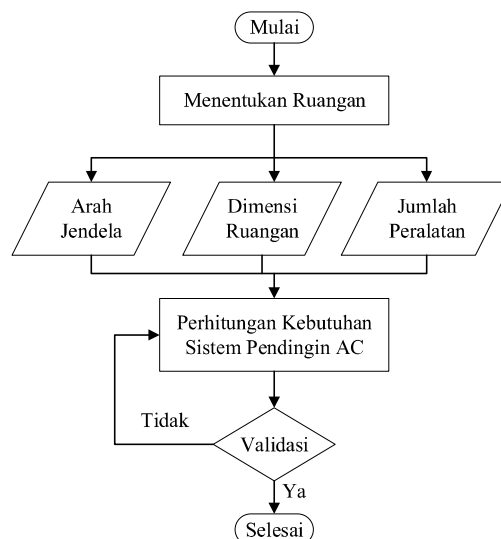 Mulai
Menentukan Ruangan
Arah
Jendela
Dimensi
Ruangan
Jumlah
Peralatan
Perhitungan Kebutuhan
Sistem Pendingin AC
Tidak
Validasi
Ya
Selesai